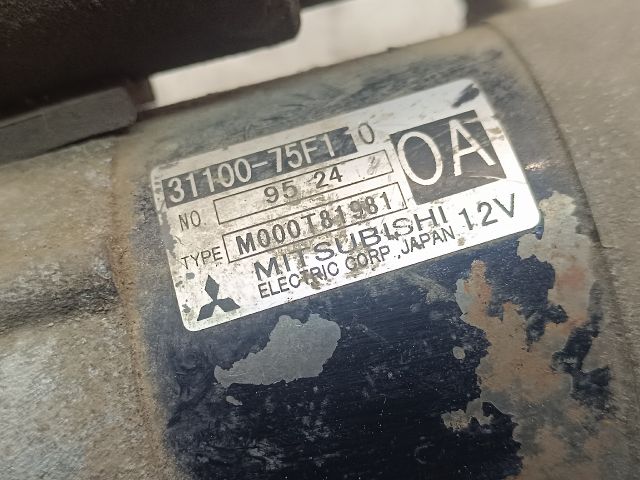 31100-75F10 0A
NO 95 24
TYPE M000T81981
MITSUBISHI 12V
ELECTRIC CORP. JAPAN